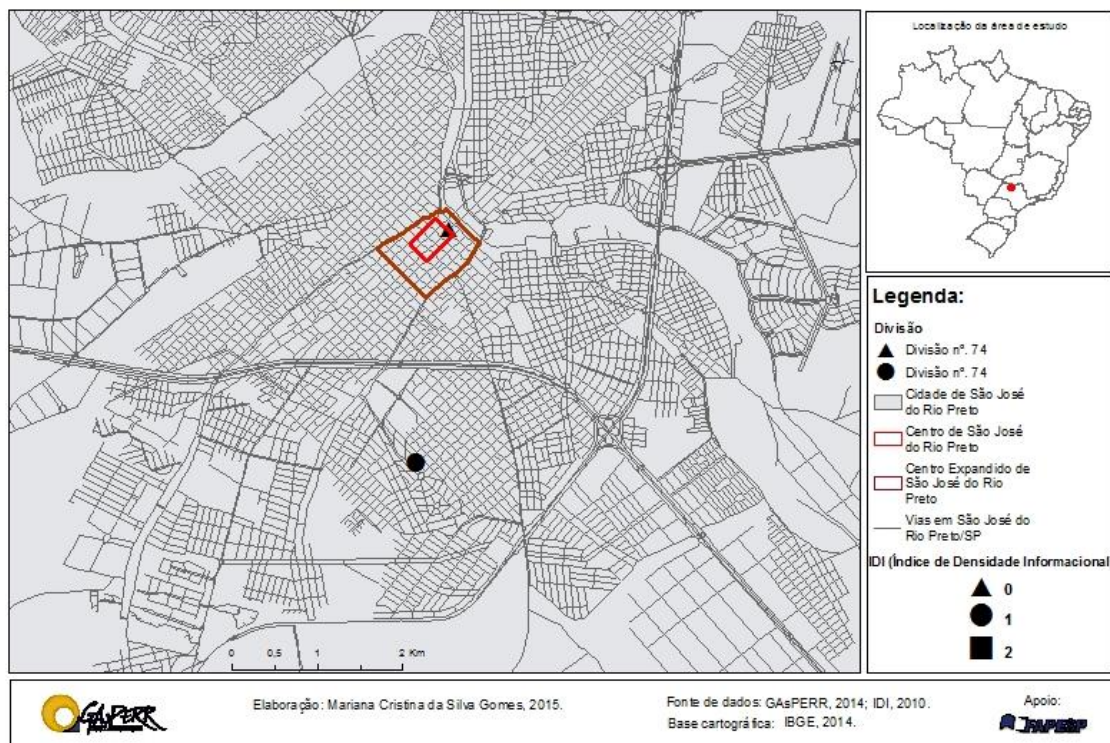 Localização da área de estudo
Legenda:
Divisão
Divisão nº. 74
Divisão nº. 74
Cidade de São José
do Rio Preto
Centro de São José
do Rio Preto
Centro Expandido de
São José do Rio
Preto
Vias em São José do
Rio Preto/SP
IDI (Índice de Densidade Informacional
0
1
2
0 0,5 1 2 Km
GAsPERR
Elaboração: Mariana Cristina da Silva Gomes, 2015.
Fonte de dados: GAsPERR, 2014; IDI, 2010.
Base cartográfica: IBGE, 2014.
Apoio:
FAPESP